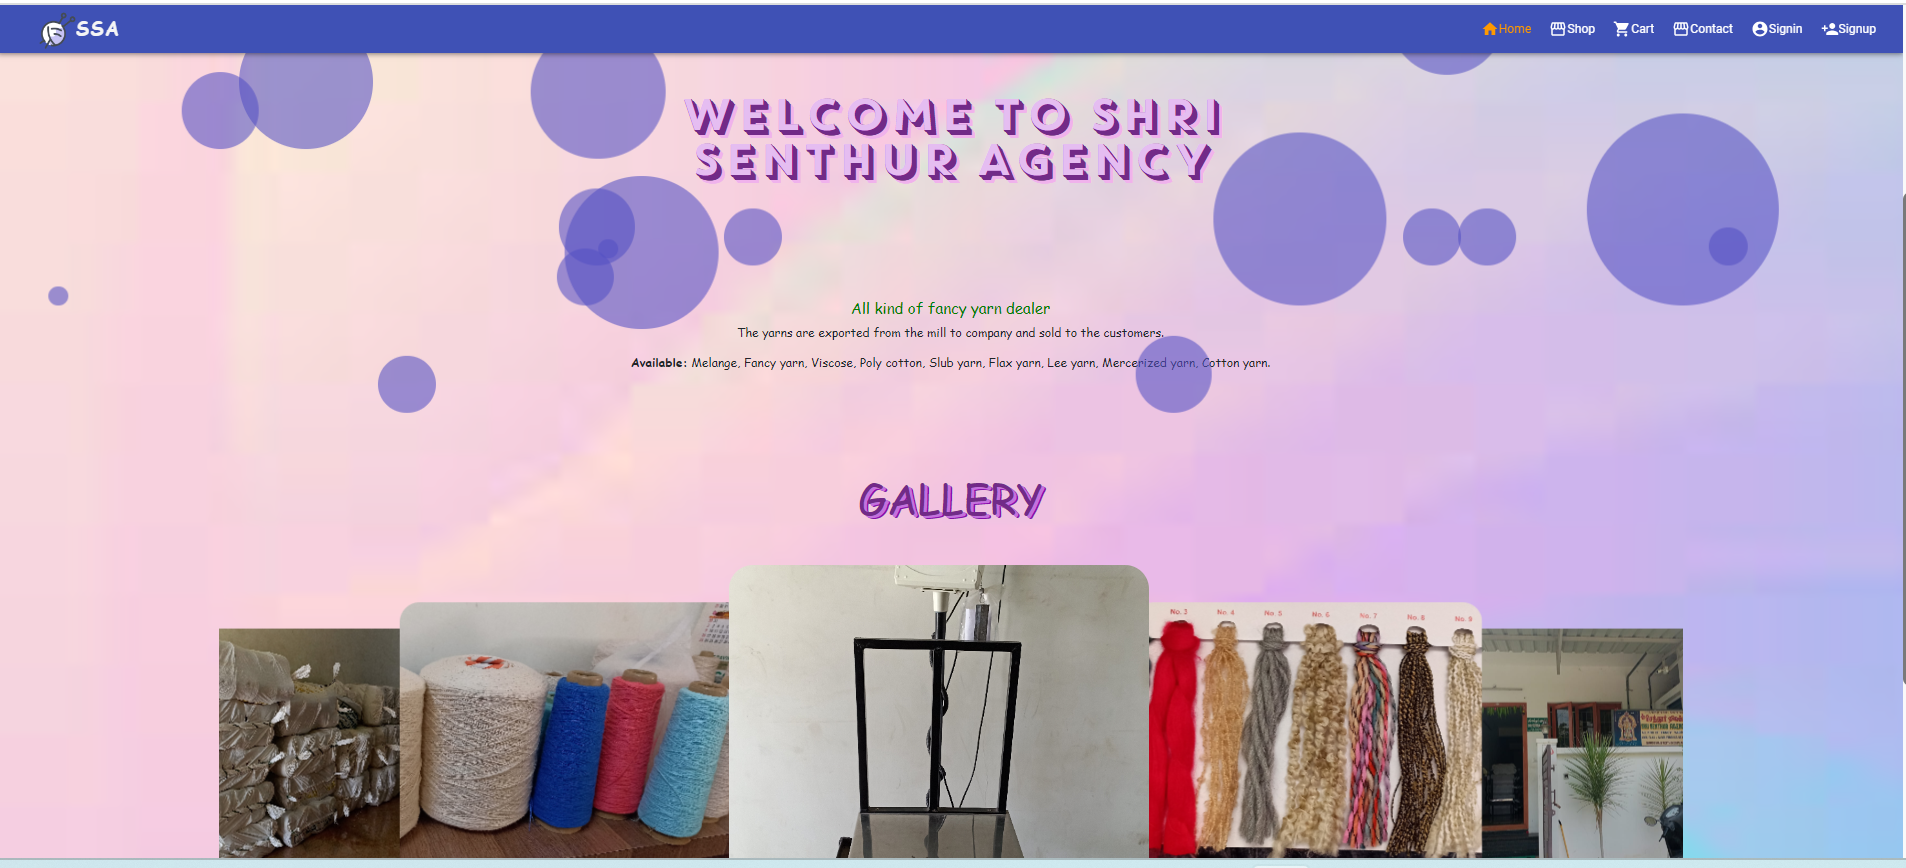 SSA
Home Shop Cart Contact Signin Signup
WELCOME TO SHRI
SENTHUR AGENCY
All kind of fancy yarn dealer
The yarns are exported from the mill to company and sold to the customers.
Available: Melange, Fancy yarn, Viscose, Poly cotton, Slub yarn, Flax yarn, Lee yarn, Mercerized yarn, Cotton yarn.
GALLERY
No. 3 No. 4 No. 5 No. 6 No. 7 No. 8 No. 9